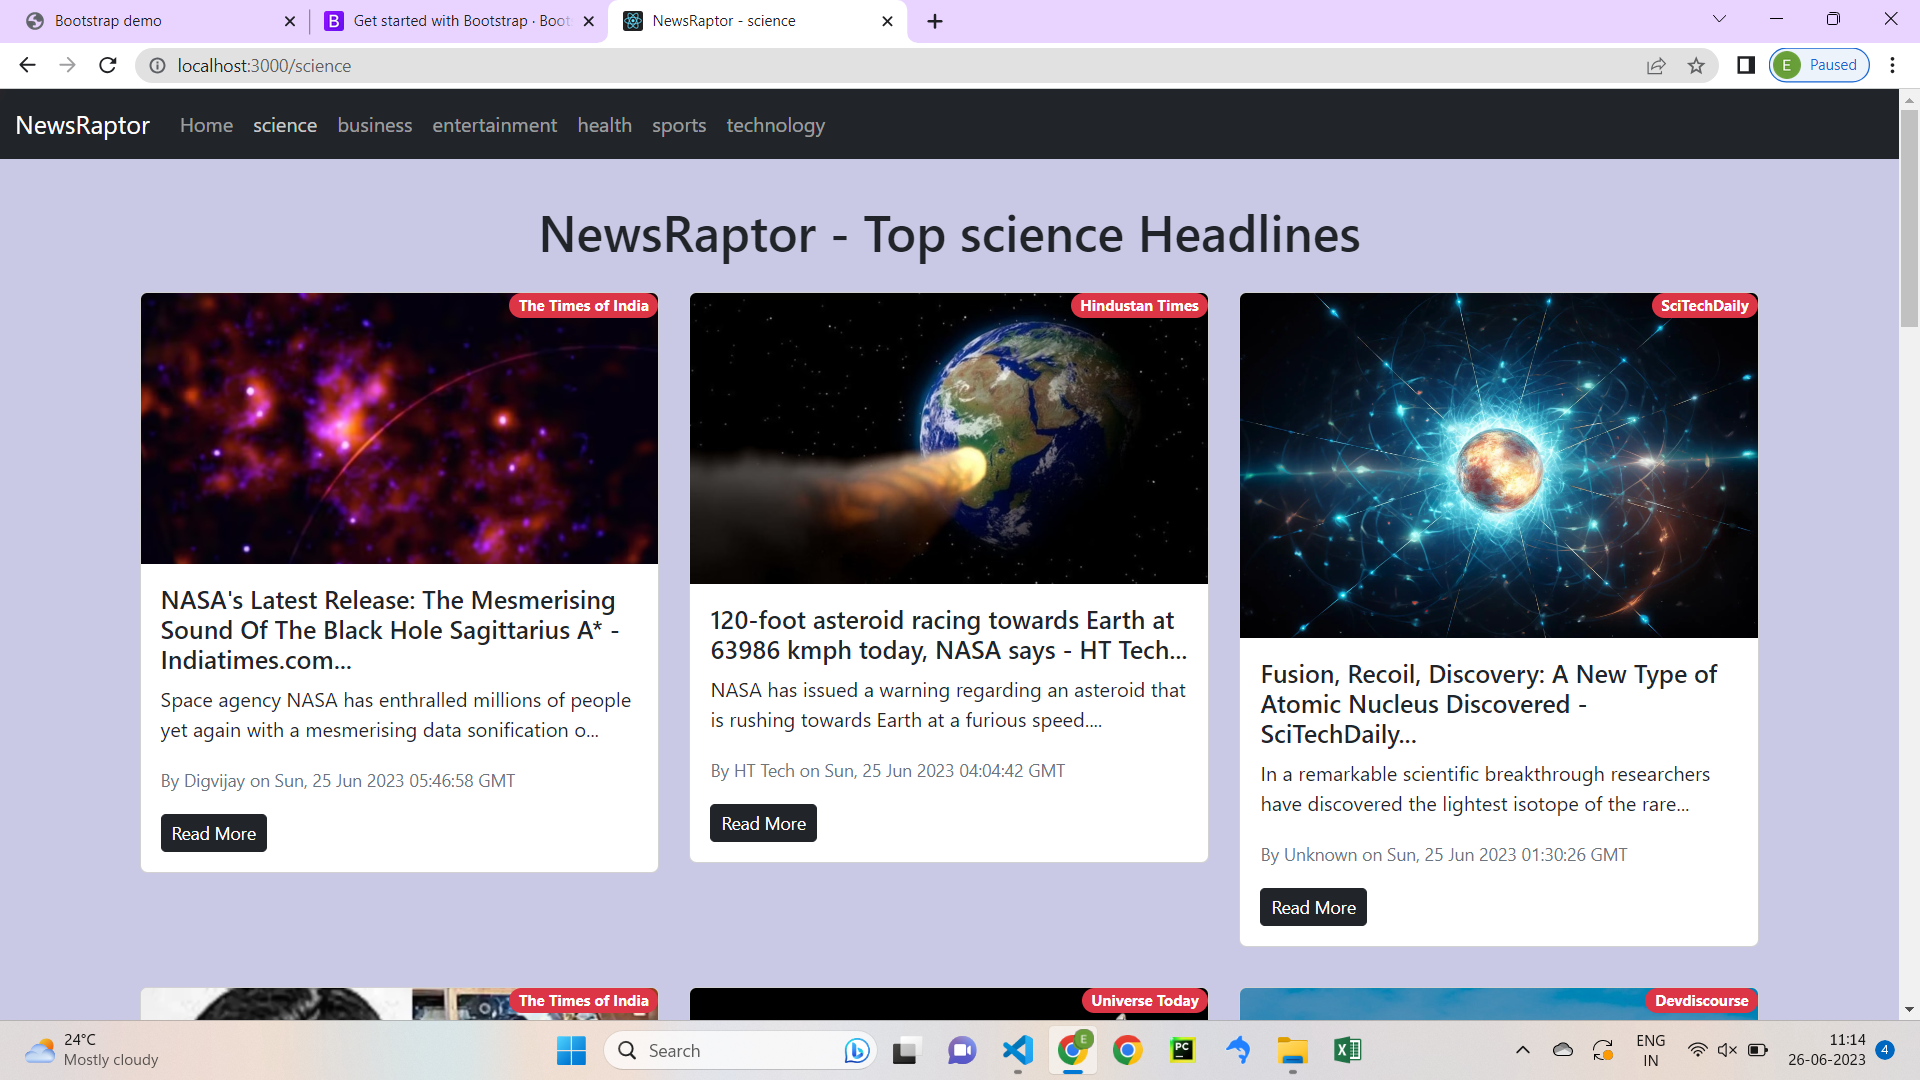 Bootstrap demo
Get started with Bootstrap · Boots
NewsRaptor - science
localhost:3000/science
E
Paused
NewsRaptor
Home
science
business
entertainment
health
sports
technology
NewsRaptor - Top science Headlines
The Times of India
NASA's Latest Release: The Mesmerising
Sound Of The Black Hole Sagittarius A* -
Indiatimes.com...
Space agency NASA has enthralled millions of people
yet again with a mesmerising data sonification o...
By Digvijay on Sun, 25 Jun 2023 05:46:58 GMT
Read More
Hindustan Times
120-foot asteroid racing towards Earth at
63986 kmph today, NASA says - HT Tech...
NASA has issued a warning regarding an asteroid that
is rushing towards Earth at a furious speed....
By HT Tech on Sun, 25 Jun 2023 04:04:42 GMT
Read More
SciTechDaily
Fusion, Recoil, Discovery: A New Type of
Atomic Nucleus Discovered -
SciTechDaily...
In a remarkable scientific breakthrough researchers
have discovered the lightest isotope of the rare...
By Unknown on Sun, 25 Jun 2023 01:30:26 GMT
Read More
The Times of India
Universe Today
Devdiscourse
24°C
Mostly cloudy
Search
E
PC
ENG
IN
11:14
26-06-2023
4